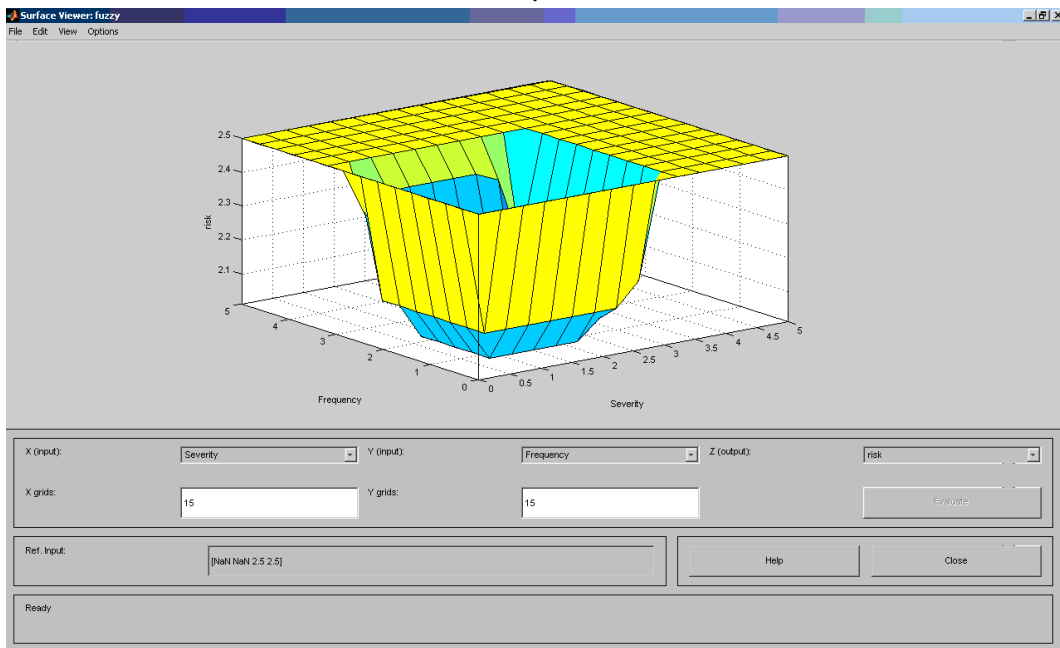 Surface Viewer: fuzzy
File Edit View Options
2.5
2.4
2.3
2.2
2.1
risk
5
4
3
2
1
0
Frequency
0
0.5
1
1.5
2
2.5
3
3.5
4
4.5
5
Severity
X (input): Severity Y (input): Frequency Z (output): risk
X grids: 15 Y grids: 15 Evaluate
Ref. Input: [NaN NaN 2.5 2.5] Help Close
Ready